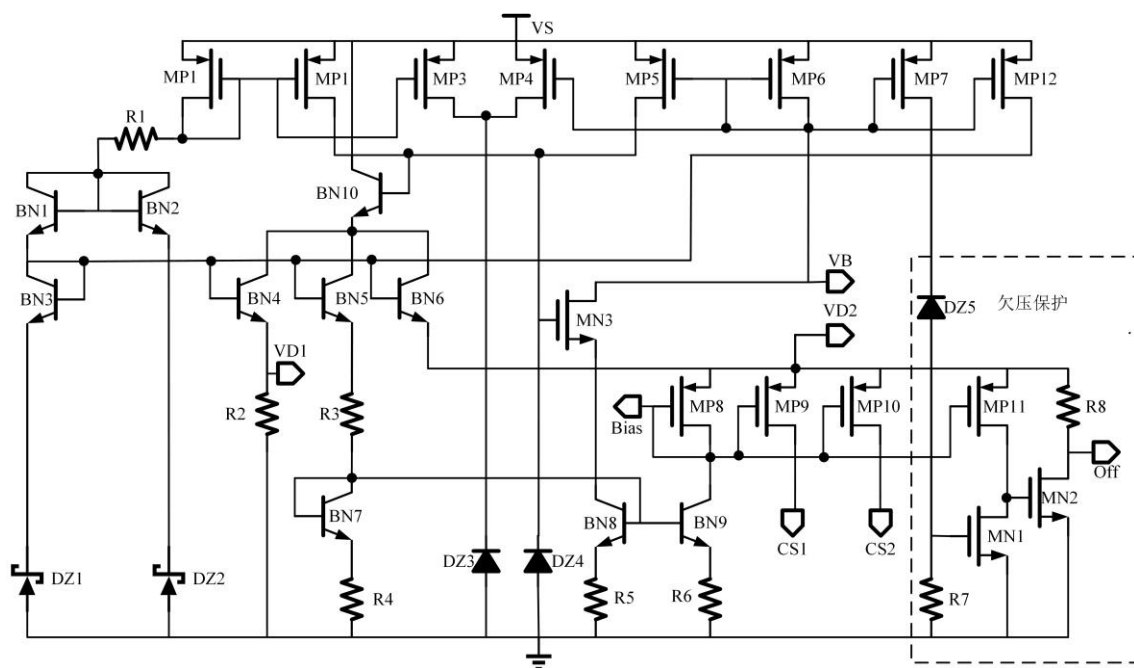 VS
MP1
MP1
MP3
MP4
MP5
MP6
MP7
MP12
R1
BN10
BN1
BN2
BN3
BN4
BN5
BN6
MN3
VB
VD2
DZ5
欠压保护
VD1
R2
R3
Bias
MP8
MP9
MP10
MP11
R8
Off
BN7
BN8
BN9
CS1
CS2
MN1
MN2
DZ1
DZ2
R4
DZ3
DZ4
R5
R6
R7